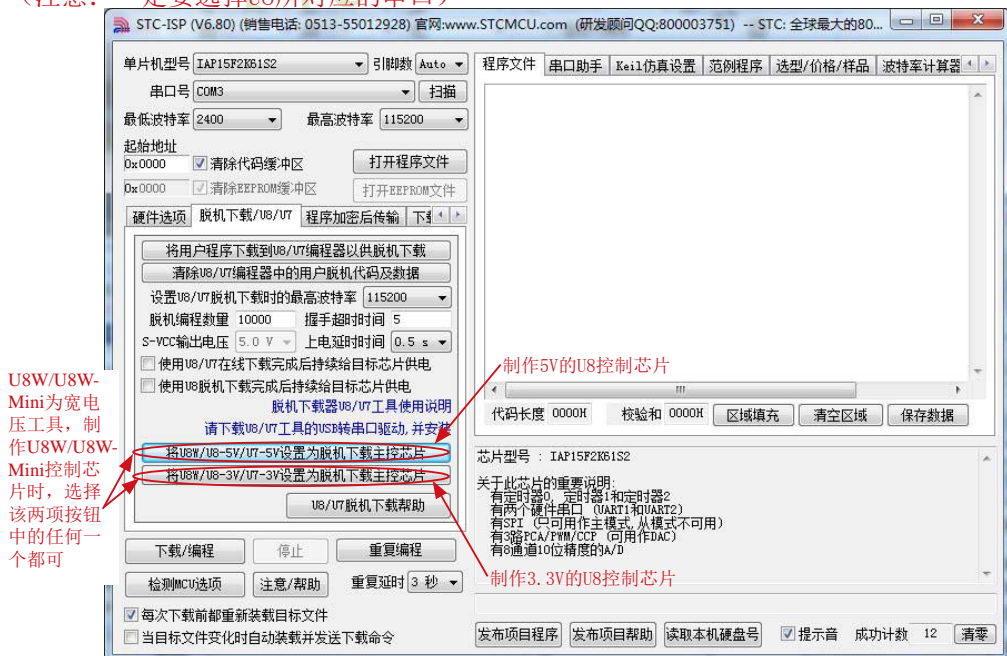 （注意：一定要选择U8所对应的串口）
STC-ISP (V6.80) (销售电话: 0513-55012928) 官网:www.STCMCU.com (研发顾问QQ:800003751) -- STC: 全球最大的80...
单片机型号 IAP15F2K61S2 引脚数 Auto
串口号 COM3 扫描
最低波特率 2400 最高波特率 115200
起始地址
0x0000 清除代码缓冲区 打开程序文件
0x0000 清除EEPROM缓冲区 打开EEPROM文件
硬件选项 脱机下载/U8/U7 程序加密后传输
将用户程序下载到U8/U7编程器以供脱机下载
清除U8/U7编程器中的用户脱机代码及数据
设置U8/U7脱机下载时的最高波特率 115200
脱机编程数量 10000 握手超时时间 5
S-VCC输出电压 5.0 V 上电延时时间 0.5 s
使用U8/U7在线下载完成后持续给目标芯片供电
使用U8脱机下载完成后持续给目标芯片供电
脱机下载器U8/U7工具使用说明
请下载U8/U7工具的USB转串口驱动,并安装
将U8W/U8-5V/U7-5V设置为脱机下载主控芯片
将U8W/U8-3V/U7-3V设置为脱机下载主控芯片
U8/U7脱机下载帮助
下载/编程 停止 重复编程
检测MCU选项 注意/帮助 重复延时 3 秒
每次下载前都重新装载目标文件
当目标文件变化时自动装载并发送下载命令
U8W/U8W-
Mini为宽电
压工具，制
作U8W/U8W-
Mini控制芯
片时，选择
该两项按钮
中的任何一
个都可
程序文件 串口助手 Keil仿真设置 范例程序 选型/价格/样品 波特率计算器
制作5V的U8控制芯片
代码长度 0000H 校验和 0000H 区域填充 清空区域 保存数据
芯片型号 : IAP15F2K61S2
关于此芯片的重要说明:
有定时器0, 定时器1和定时器2
有两个硬件串口 (UART1和UART2)
有SPI (只可用作主模式,从模式不可用)
有3路PCA/PWM/CCP (可用作DAC)
有8通道10位精度的A/D
制作3.3V的U8控制芯片
发布项目程序 发布项目帮助 读取本机硬盘号 提示音 成功计数 12 清零